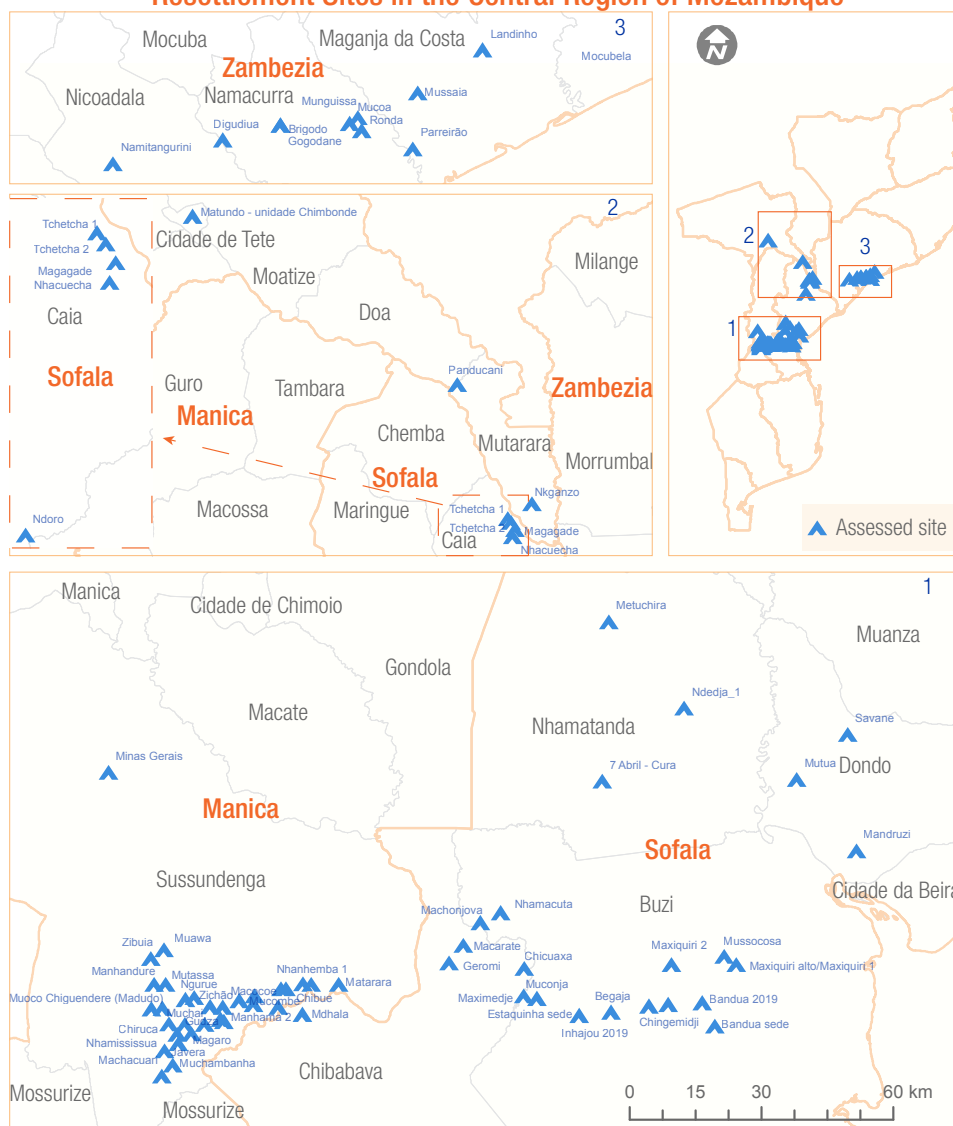 Resettlement Sites in the Central Region of Mozambique
3
Mocuba
Maganja da Costa
Landinho
Mocubela
Zambezia
Nicoadala
Namacurra
Mussaia
Munguissa
Mucoa
Ronda
Digudiua
Brigodo
Gogodane
Parreirão
Namitangurini
2
Tchetcha 1
Tchetcha 2
Magagade
Nhacuecha
Caia
Sofala
Ndoro
Matundo - unidade Chimbonde
Cidade de Tete
Moatize
Milange
Doa
Panducani
Guro
Tambara
Zambezia
Manica
Chemba
Mutarara
Morrumbal
Sofala
Macossa
Maringue
Nkganzo
Tchetcha 1
Tchetcha 2
Magagade
Caia
Nhacuecha
2
3
1
Assessed site
1
Manica
Cidade de Chimoio
Metuchira
Muanza
Gondola
Macate
Ndedja_1
Nhamatanda
Savane
Minas Gerais
7 Abril - Cura
Mutua
Dondo
Manica
Sofala
Mandruzi
Sussundenga
Cidade da Beira
Buzi
Machonjova
Nhamacuta
Zibuia
Muawa
Macarate
Maxiquiri 2
Mussocosa
Manhandure
Mutassa
Nhanhemba 1
Geromi
Chicuaxa
Maxiquiri alto/Maxiquiri 1
Ngurue
Matarara
Muoco Chiguendere (Madudo)
Zichão
Macocoe
Mucombe
Chibue
Maximedje
Muconja
Begaja
Bandua 2019
Muchai
Manhama 2
Mdhala
Estaquinha sede
Chingemidji
Chiruca
Gueza
Inhajou 2019
Bandua sede
Nhamississua
Magaro
Machacuari
Javera
Muchambanha
Chibabava
Mossurize
Mossurize
0 15 30 60 km